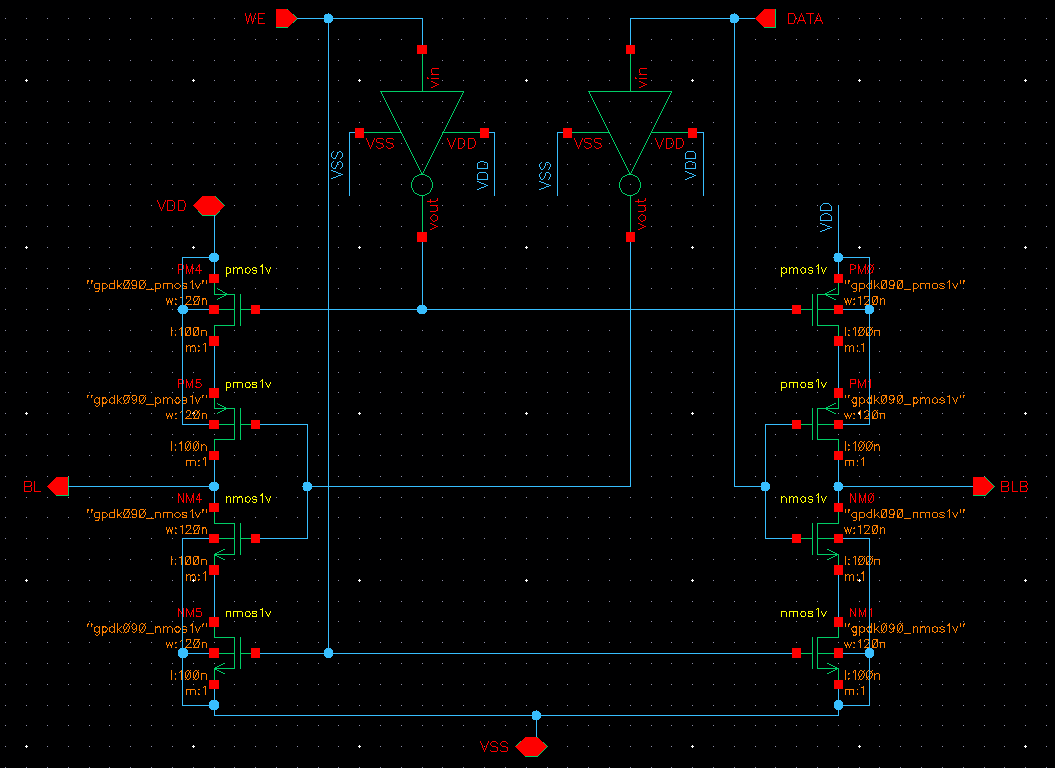 WE
DATA
vin
vin
VSS
VDD
VSS
VDD
VSS
VDD
VSS
VDD
vout
vout
VDD
VDD
PM4 pmos1v
"gpdk090_pmos1v"
w:120n
l:100n
m:1
pmos1v PM0
"gpdk090_pmos1v"
w:120n
l:100n
m:1
PM5 pmos1v
"gpdk090_pmos1v"
w:120n
l:100n
m:1
pmos1v PM1
"gpdk090_pmos1v"
w:120n
l:100n
m:1
BL
BLB
NM4 nmos1v
"gpdk090_nmos1v"
w:120n
l:100n
m:1
nmos1v NM0
"gpdk090_nmos1v"
w:120n
l:100n
m:1
NM5 nmos1v
"gpdk090_nmos1v"
w:120n
l:100n
m:1
nmos1v NM1
"gpdk090_nmos1v"
w:120n
l:100n
m:1
VSS